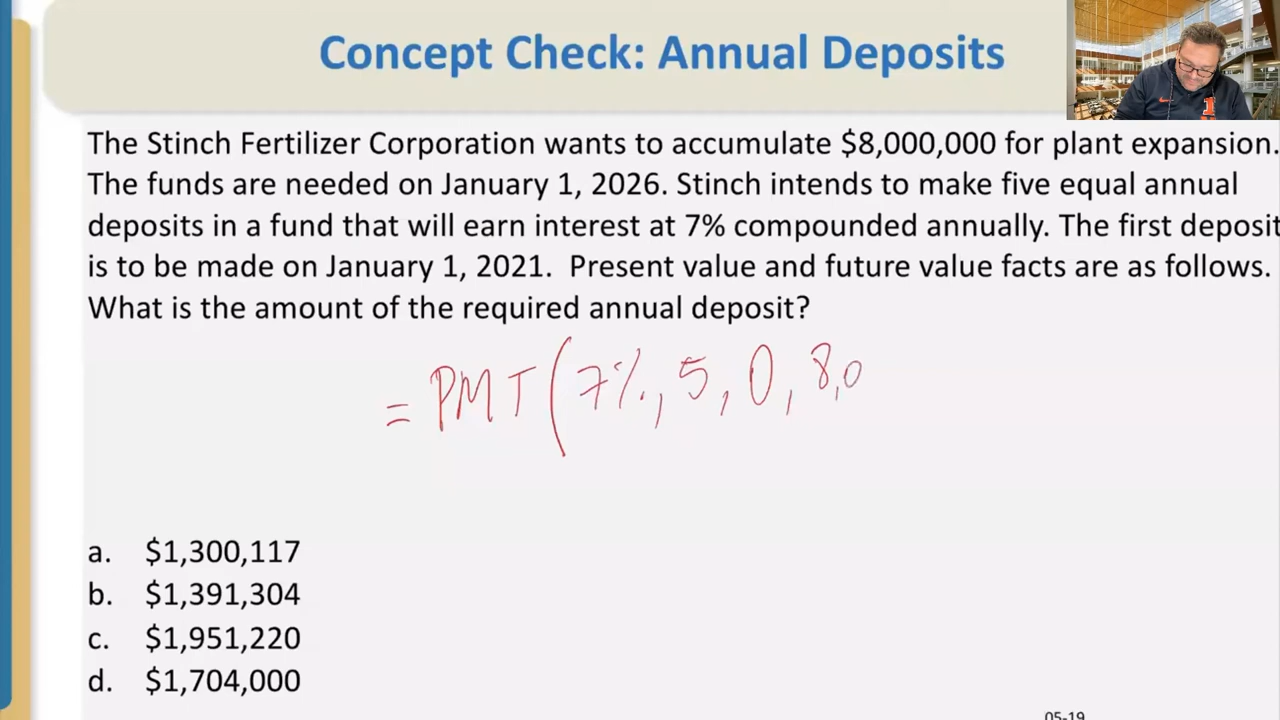 Concept Check: Annual Deposits
The Stinch Fertilizer Corporation wants to accumulate $8,000,000 for plant expansion.
The funds are needed on January 1, 2026. Stinch intends to make five equal annual
deposits in a fund that will earn interest at 7% compounded annually. The first deposit
is to be made on January 1, 2021. Present value and future value facts are as follows.
What is the amount of the required annual deposit?
= PMT(7%, 5, 0, 8,0
a. $1,300,117
b. $1,391,304
c. $1,951,220
d. $1,704,000
05-19